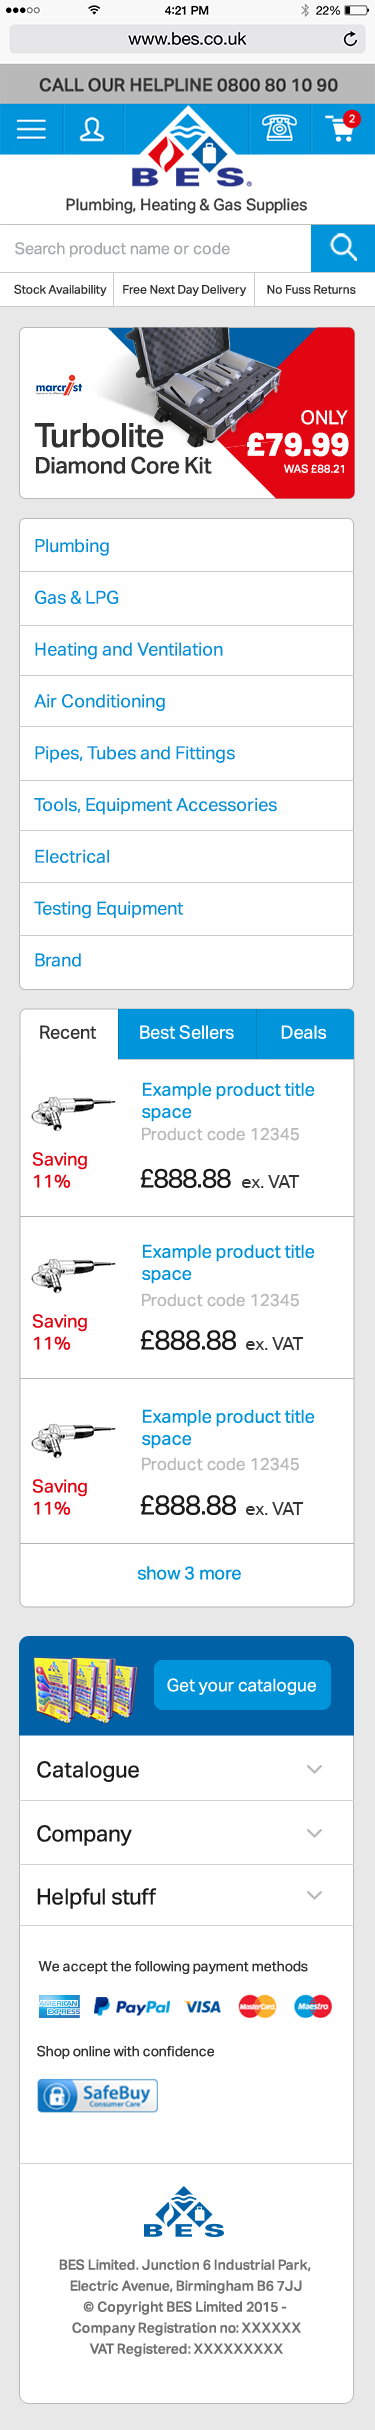 4:21 PM
22%
www.bes.co.uk
CALL OUR HELPLINE 0800 80 10 90
2
BES
Plumbing, Heating & Gas Supplies
Search product name or code
Stock Availability
Free Next Day Delivery
No Fuss Returns
marcrist
Turbolite
Diamond Core Kit
ONLY
£79.99
WAS £88.21
Plumbing
Gas & LPG
Heating and Ventilation
Air Conditioning
Pipes, Tubes and Fittings
Tools, Equipment Accessories
Electrical
Testing Equipment
Brand
Recent
Best Sellers
Deals
Example product title
space
Product code 12345
Saving
11%
£888.88 ex. VAT
Example product title
space
Product code 12345
Saving
11%
£888.88 ex. VAT
Example product title
space
Product code 12345
Saving
11%
£888.88 ex. VAT
show 3 more
Get your catalogue
Catalogue
Company
Helpful stuff
We accept the following payment methods
AMERICAN
EXPRESS
PayPal
VISA
MasterCard
Maestro
Shop online with confidence
SafeBuy
Consumer Care
BES
BES Limited. Junction 6 Industrial Park,
Electric Avenue, Birmingham B6 7JJ
© Copyright BES Limited 2015 -
Company Registration no: XXXXXX
VAT Registered: XXXXXXXXX